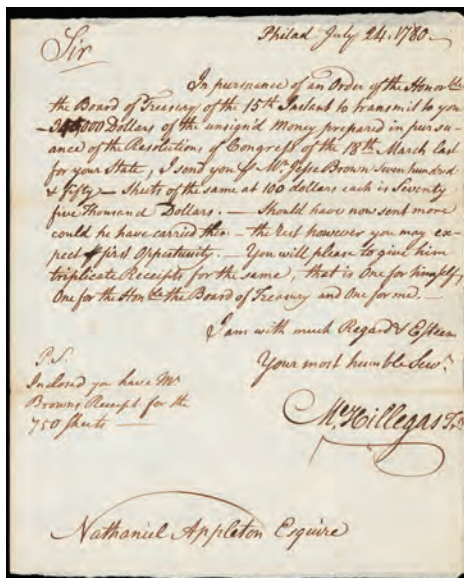 Philad July 24. 1780.
Sir
In pursuance of an Order of the Honorble
the Board of Treasury of the 15th Instant to transmit to you
000 Dollars of the unsign'd Money prepared in pursu-
ance of the Resolutions of Congress of the 18th March last
for your State, I send you Mr. Jesse Brown Seven hundred
& fifty — Sheets of the same at 100 dollars each is Seventy
five Thousand Dollars. — Should have now sent more
could he have carried — the rest however you may ex-
pect first Oppertunity. — You will please to give him
triplicate Receipts for the same, that is One for himself,
One for the Honble the Board of Treasury and One for me. —
I am with much Regard & Esteem
Your most humble Servt.
P.S.
Inclosed you have Mr
Browns Receipt for the
750 Sheets —
M. Hillegas Tr
Nathaniel Appleton Esquire